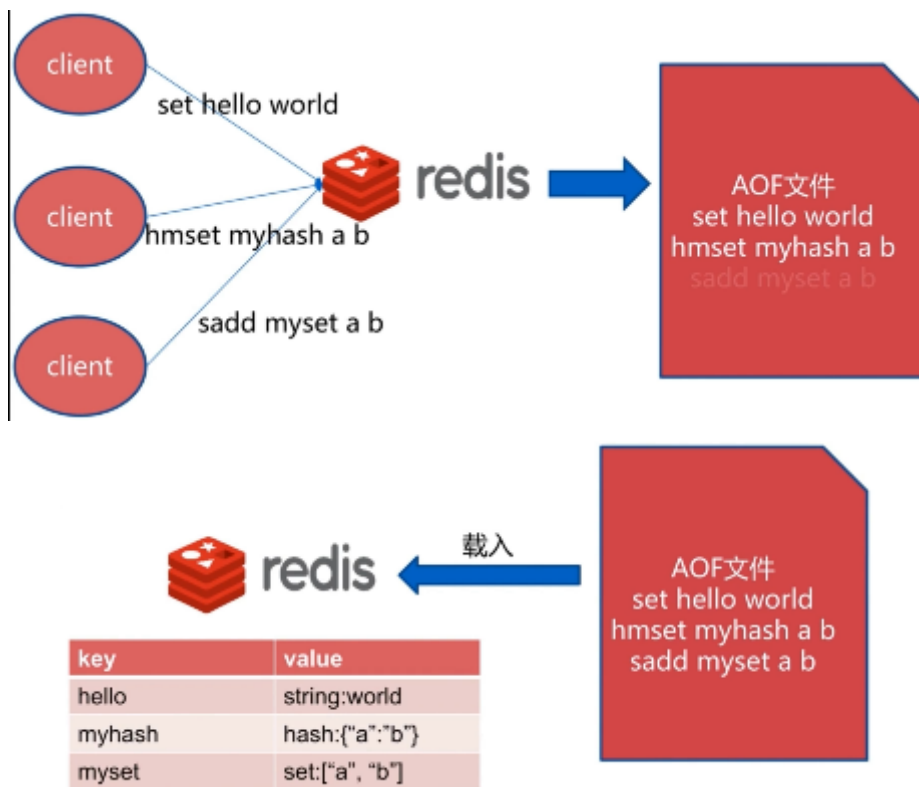 client
set hello world
client
hmset myhash a b
client
sadd myset a b
redis
AOF文件
set hello world
hmset myhash a b
sadd myset a b
redis
载入
AOF文件
set hello world
hmset myhash a b
sadd myset a b
key value
hello string:world
myhash hash:{“a”:”b”}
myset set:[“a”, “b”]